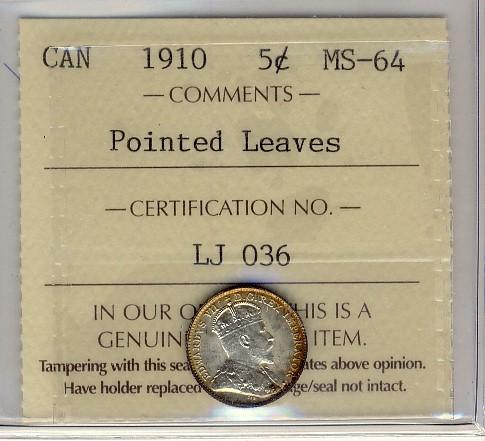 CAN 1910 5¢ MS-64
— COMMENTS —
Pointed Leaves
— CERTIFICATION NO. —
LJ 036
IN OUR HIS IS A
GENUIN ITEM.
Tampering with this sea tes above opinion.
Have holder replaced ge/seal not intact.